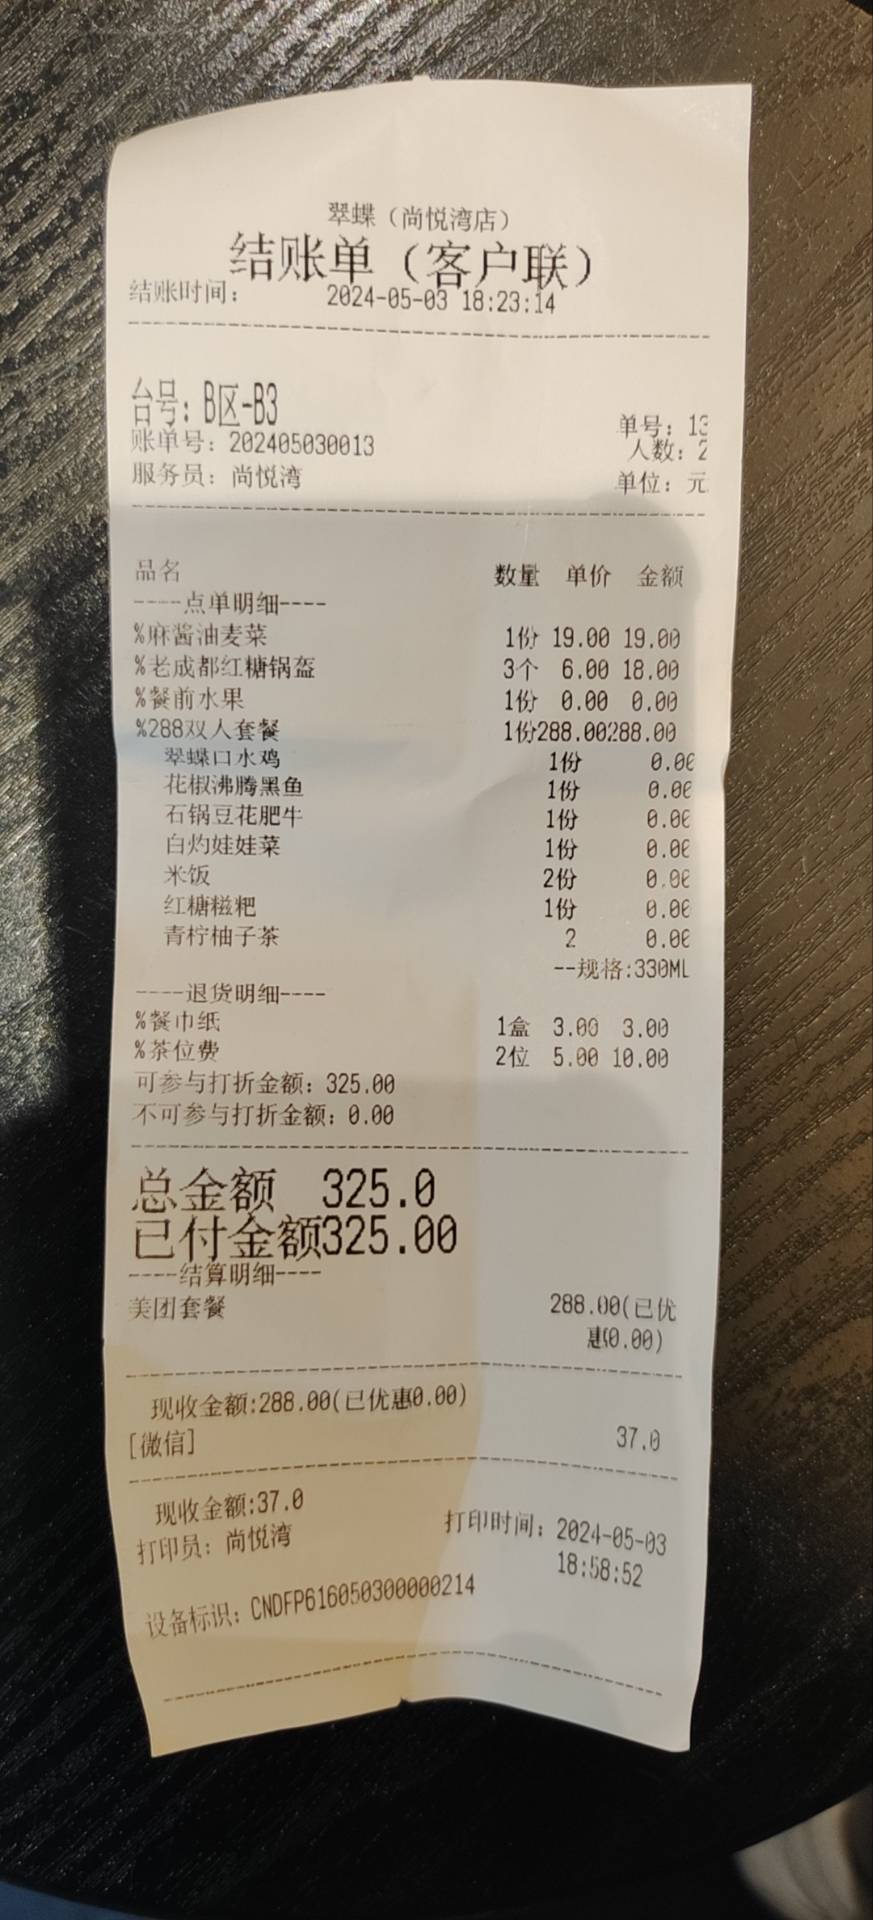 翠蝶（尚悦湾店）
结账单（客户联）
结账时间： 2024-05-03 18:23:14
台号：B区-B3
单号：13
账单号：202405030013
人数：2
服务员：尚悦湾
单位：元
品名 数量 单价 金额
----点单明细----
%麻酱油麦菜 1份 19.00 19.00
%老成都红糖锅盔 3个 6.00 18.00
%餐前水果 1份 0.00 0.00
%288双人套餐 1份288.00288.00
翠蝶口水鸡 1份 0.00
花椒沸腾黑鱼 1份 0.00
石锅豆花肥牛 1份 0.00
白灼娃娃菜 1份 0.00
米饭 2份 0.00
红糖糍粑 1份 0.00
青柠柚子茶 2 0.00
--规格:330ML
----退货明细----
%餐巾纸 1盒 3.00 3.00
%茶位费 2位 5.00 10.00
可参与打折金额：325.00
不可参与打折金额：0.00
总金额 325.0
已付金额325.00
----结算明细----
美团套餐 288.00(已优
惠0.00)
现收金额:288.00(已优惠0.00)
[微信] 37.0
现收金额:37.0
打印员：尚悦湾 打印时间：2024-05-03
18:58:52
设备标识：CNDFP616050300000214